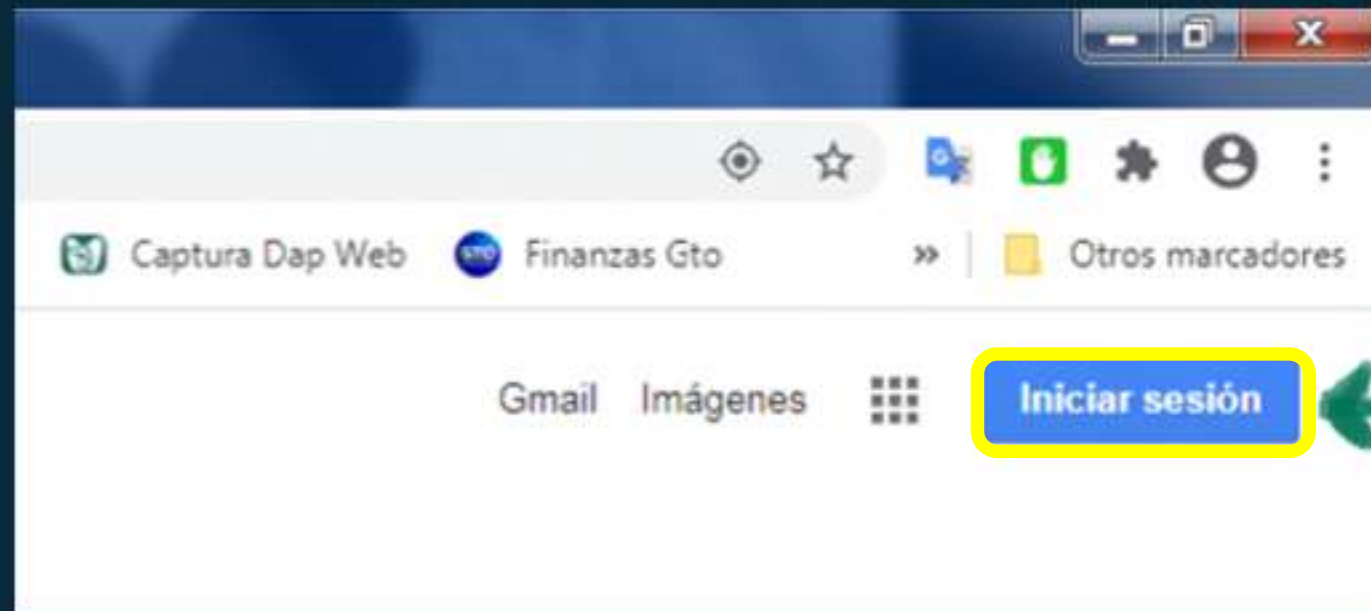 Captura Dap Web Finanzas Gto » Otros marcadores
Gmail Imágenes Iniciar sesión